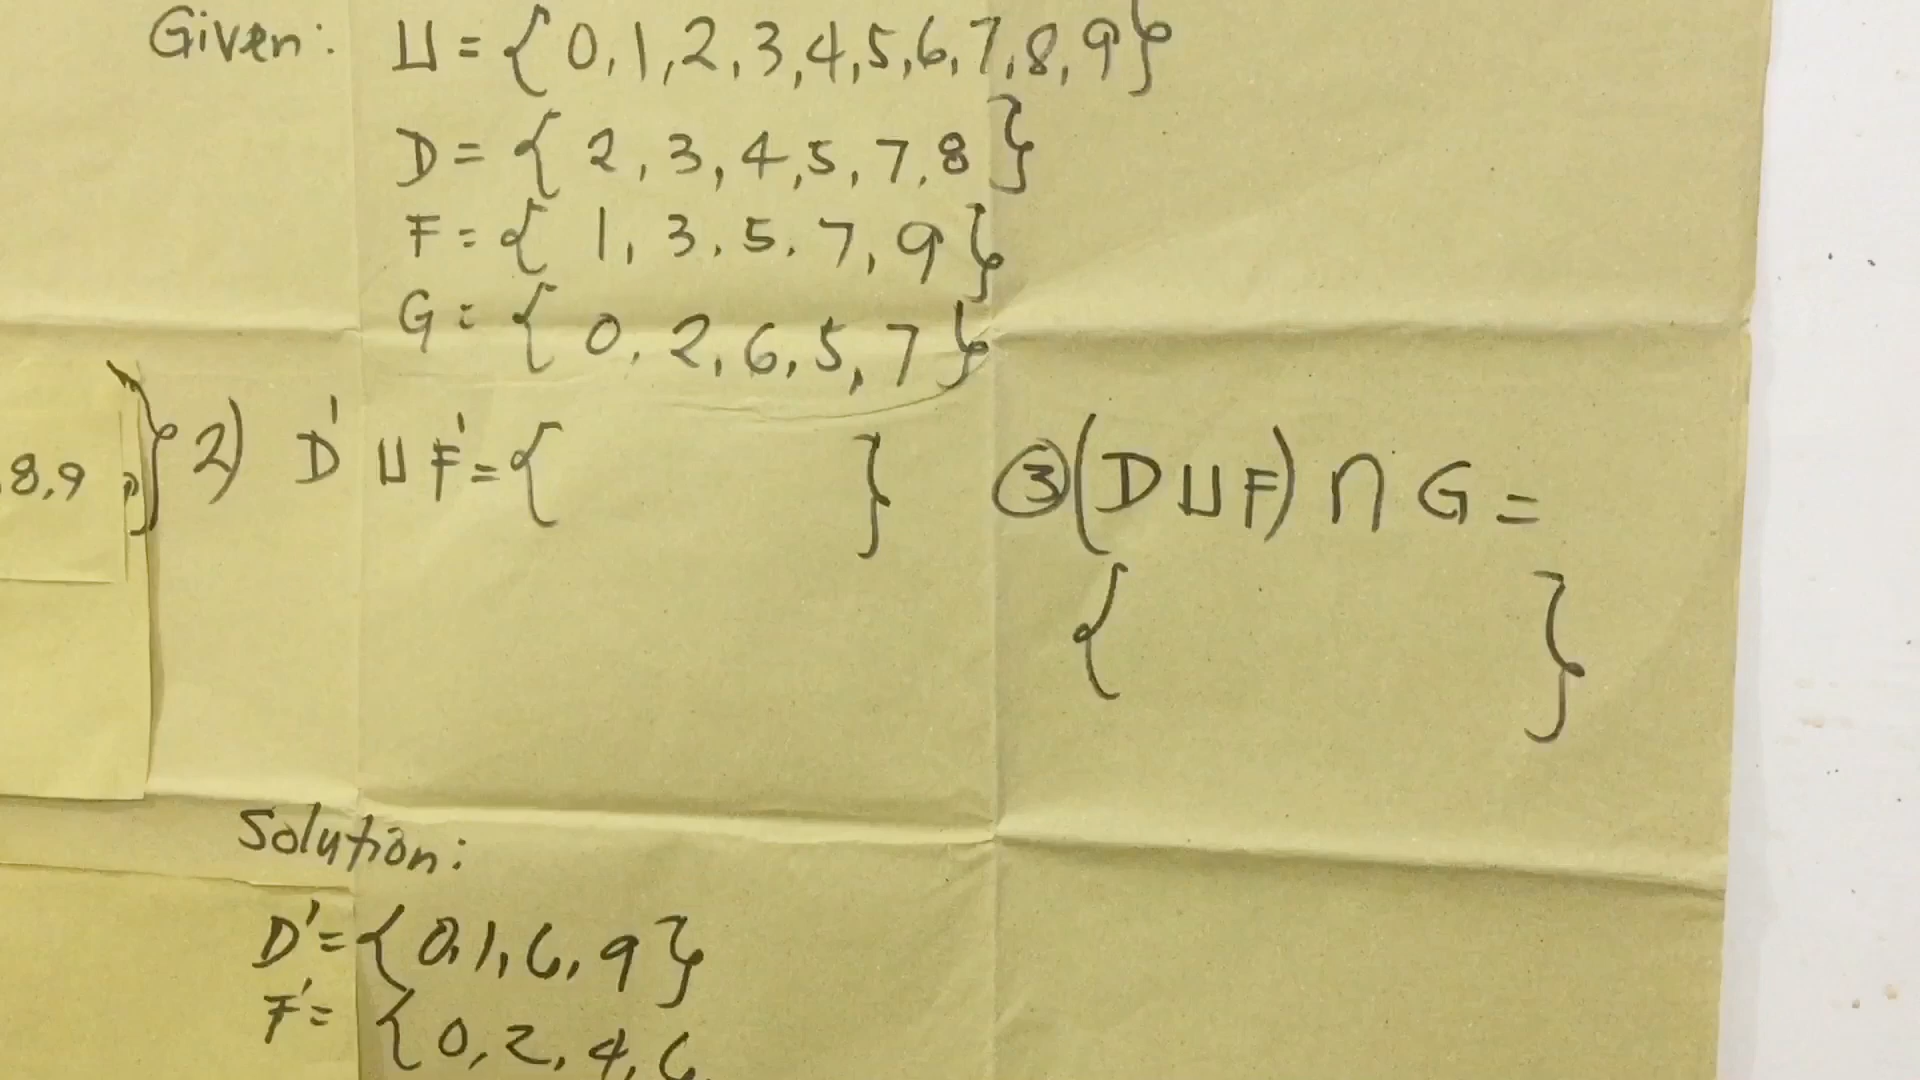 Given: U = { 0, 1, 2, 3, 4, 5, 6, 7, 8, 9 }
D = { 2, 3, 4, 5, 7, 8 }
F = { 1, 3, 5, 7, 9 }
G = { 0, 2, 6, 5, 7 }
8, 9 }
2) D' U F' = { }
③ (D U F) ∩ G =
{ }
Solution:
D' = { 0, 1, 6, 9 }
F' = { 0, 2, 4, 6,